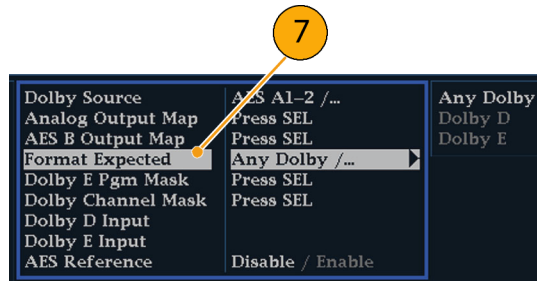 7
Dolby Source AES A1-2 /... Any Dolby
Analog Output Map Press SEL Dolby D
AES B Output Map Press SEL Dolby E
Format Expected Any Dolby /...
Dolby E Pgm Mask Press SEL
Dolby Channel Mask Press SEL
Dolby D Input
Dolby E Input
AES Reference Disable / Enable